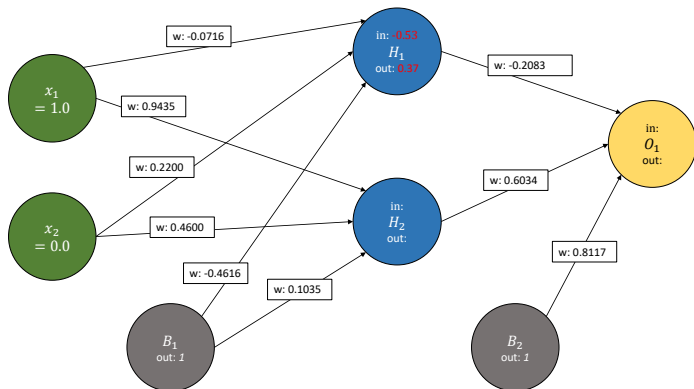 w: -0.0716
in: -0.53
H₁
out: 0.37
w: -0.2083
x₁
= 1.0
w: 0.9435
in:
O₁
out:
w: 0.2200
w: 0.6034
x₂
= 0.0
w: 0.4600
in:
H₂
out:
w: 0.8117
w: -0.4616
w: 0.1035
B₁
out: 1
B₂
out: 1